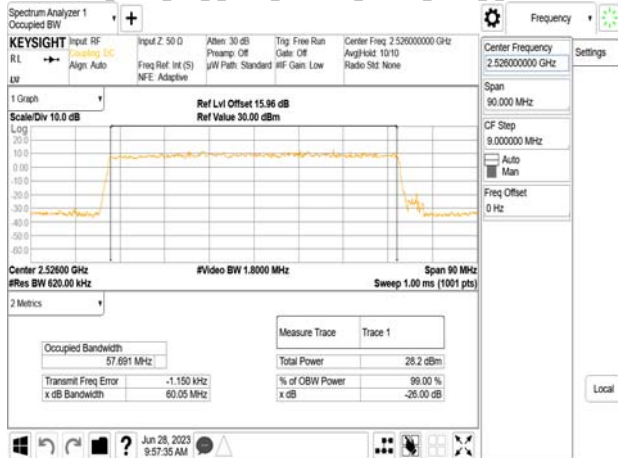 Spectrum Analyzer 1
Occupied BW
+
Frequency
KEYSIGHT
RL
Input: RF
Coupling: DC
Align: Auto
Input Z: 50 Ω
Freq Ref: Int (S)
NFE: Adaptive
Atten: 30 dB
Preamp: Off
µW Path: Standard
Trig: Free Run
Gate: Off
#IF Gain: Low
Center Freq: 2.526000000 GHz
Avg|Hold: 10/10
Radio Std: None
Center Frequency
2.526000000 GHz
Settings
Span
90.000 MHz
CF Step
9.000000 MHz
Auto
Man
Freq Offset
0 Hz
Local
1 Graph
Scale/Div 10.0 dB
Ref Lvl Offset 15.96 dB
Ref Value 30.00 dBm
Log
20.0
10.0
0.00
-10.0
-20.0
-30.0
-40.0
-50.0
-60.0
Center 2.52600 GHz
#Res BW 620.00 kHz
#Video BW 1.8000 MHz
Span 90 MHz
Sweep 1.00 ms (1001 pts)
2 Metrics
Measure Trace Trace 1
Occupied Bandwidth
57.691 MHz
Total Power 28.2 dBm
Transmit Freq Error -1.150 kHz
% of OBW Power 99.00 %
x dB Bandwidth 60.05 MHz
x dB -26.00 dB
?
Jun 28, 2023
9:57:35 AM